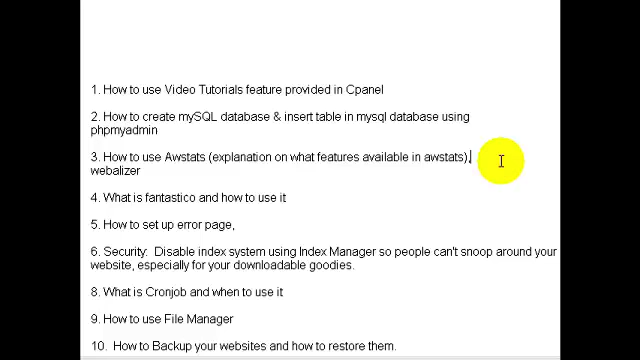 1. How to use Video Tutorials feature provided in Cpanel
2. How to create mySQL database & insert table in mysql database using
phpmyadmin
3. How to use Awstats (explanation on what features available in awstats),
webalizer
4. What is fantastico and how to use it
5. How to set up error page,
6. Security:  Disable index system using Index Manager so people can't snoop around your
website, especially for your downloadable goodies.
8. What is Cronjob and when to use it
9. How to use File Manager
10.  How to Backup your websites and how to restore them.